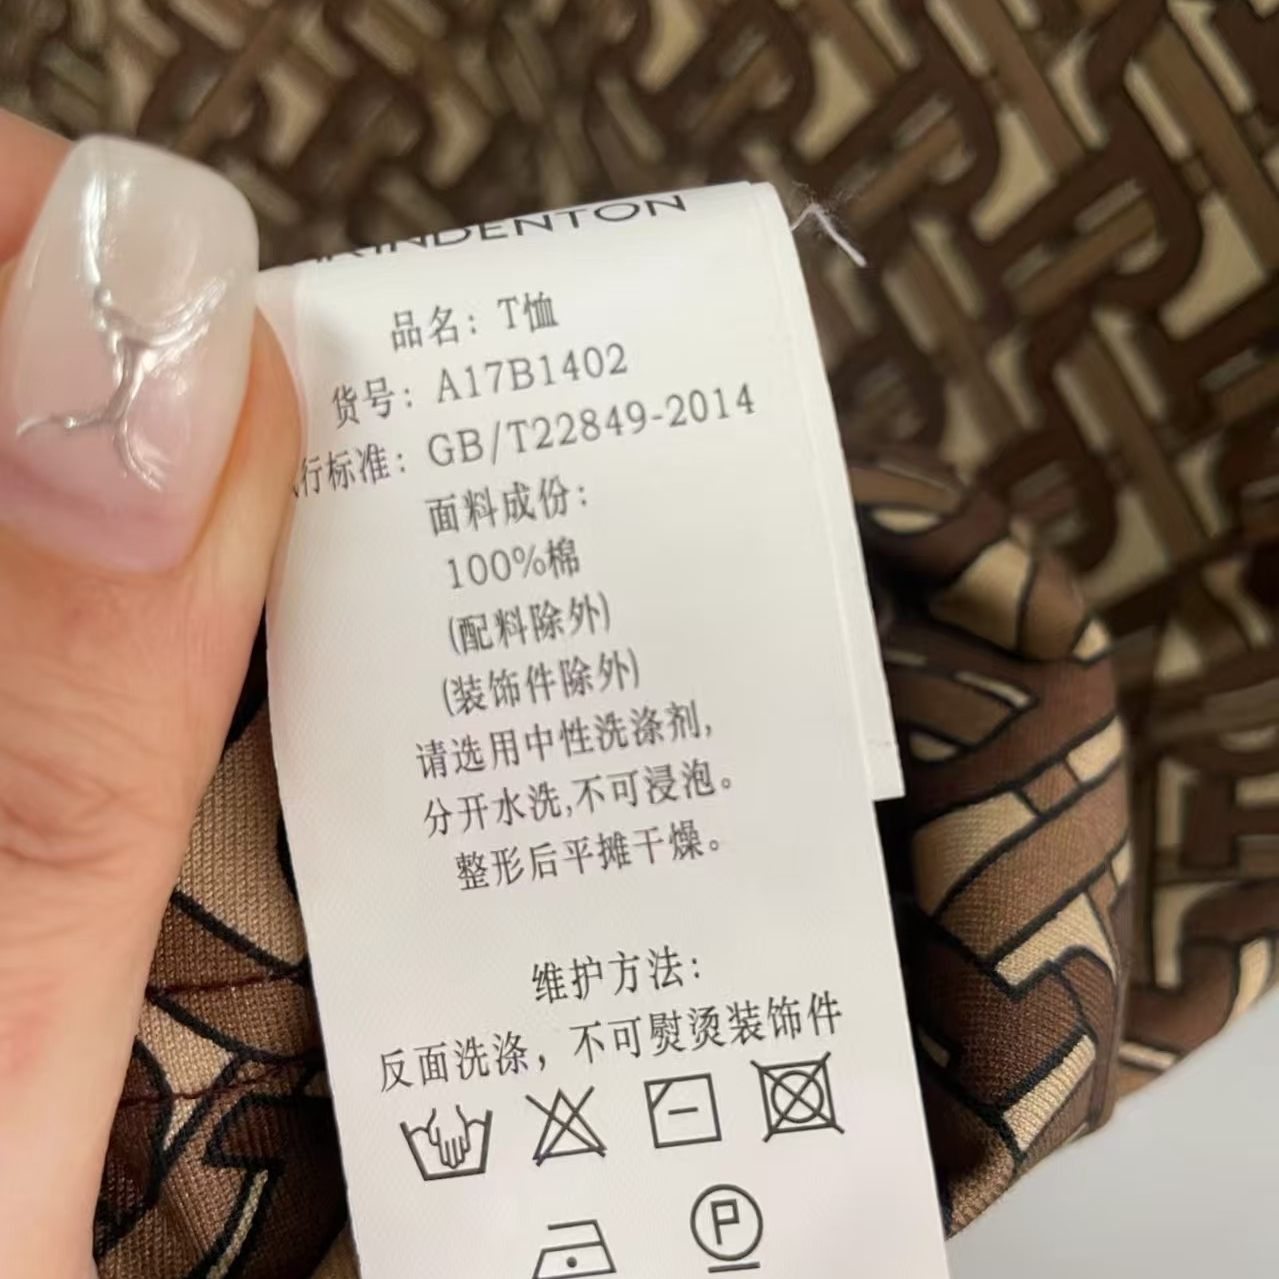 品名：T恤
货号：A17B1402
行标准：GB/T22849-2014
面料成份：
100%棉
(配料除外)
(装饰件除外)
请选用中性洗涤剂,
分开水洗,不可浸泡。
整形后平摊干燥。
维护方法：
反面洗涤，不可熨烫装饰件
P